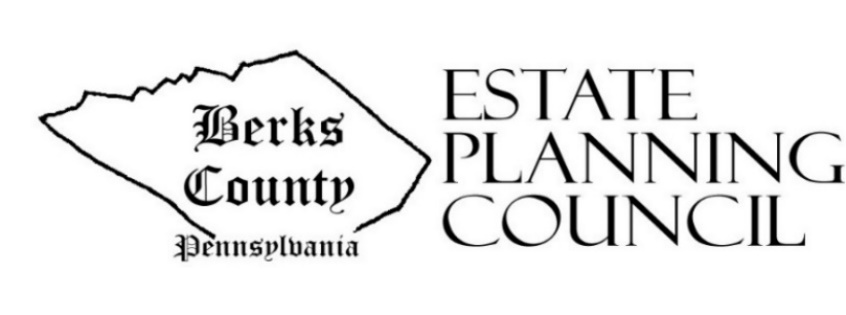 Berks
County
Pennsylvania
ESTATE
PLANNING
COUNCIL